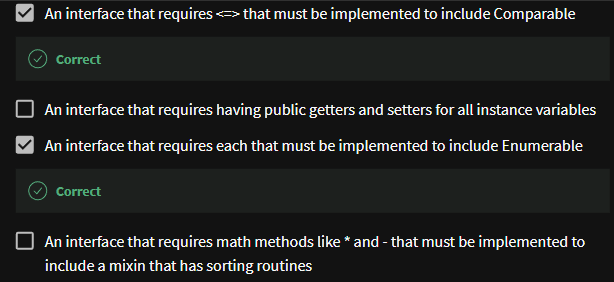 An interface that requires <=> that must be implemented to include Comparable
Correct
An interface that requires having public getters and setters for all instance variables
An interface that requires each that must be implemented to include Enumerable
Correct
An interface that requires math methods like * and - that must be implemented to
include a mixin that has sorting routines